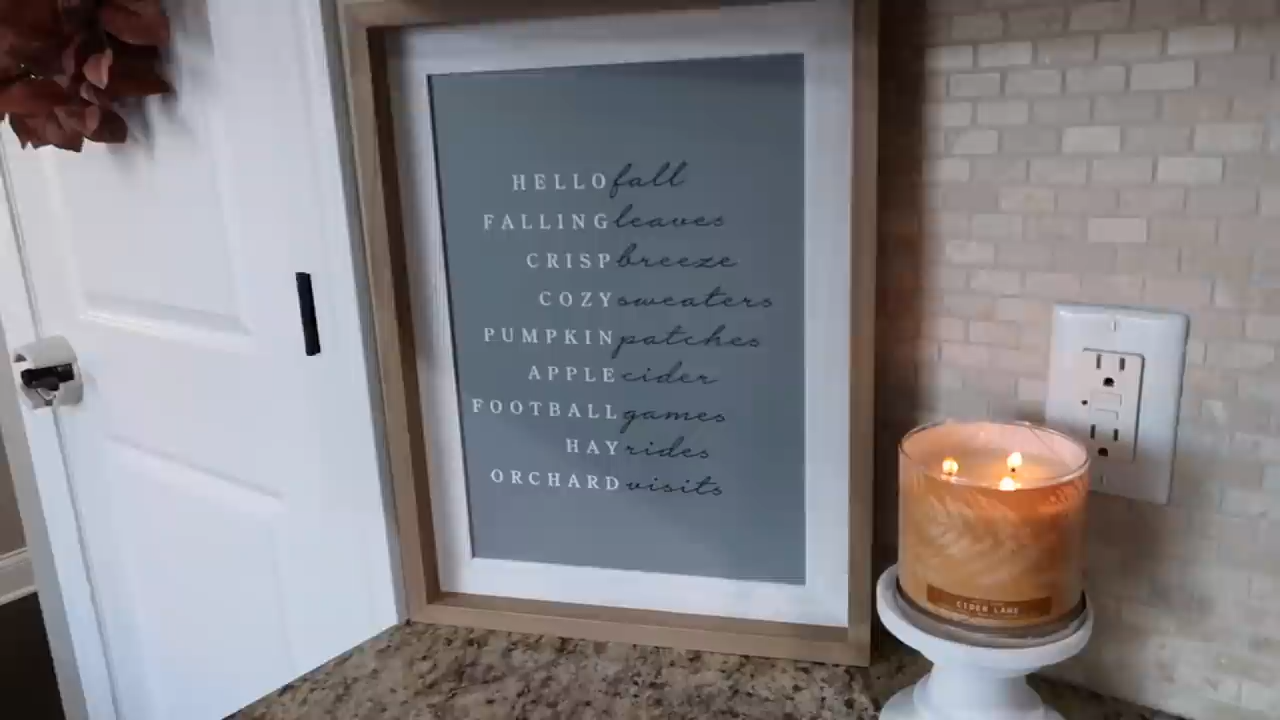 HELLO fall
FALLING leaves
CRISP breeze
COZY sweaters
PUMPKIN patches
APPLE cider
FOOTBALL games
HAY rides
ORCHARD visits
CIDER LANE